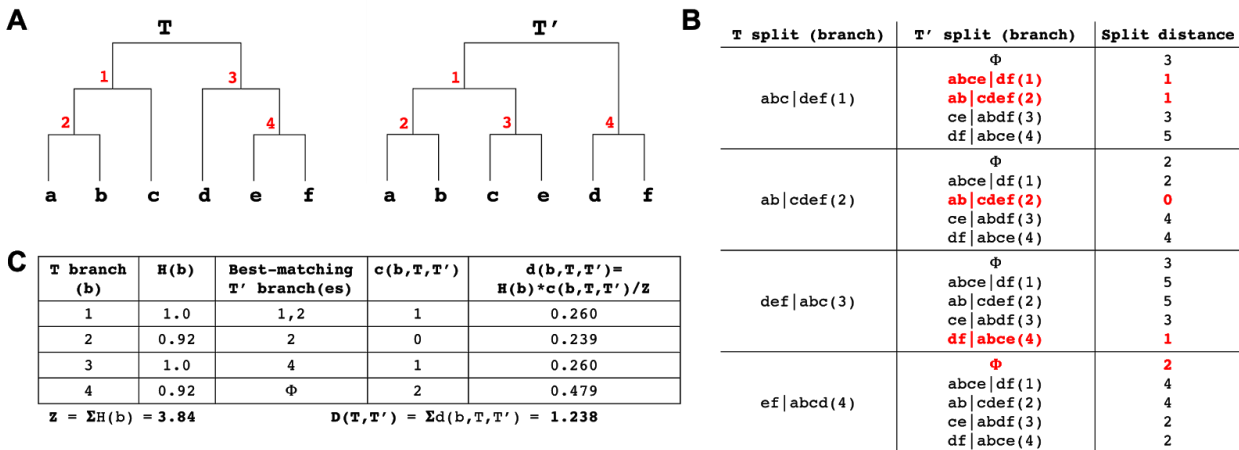 A
T
T′
1
3
1
2
4
2
3
4
a b c d e f
a b c e d f
B
T split (branch) T′ split (branch) Split distance
abc|def(1)
Φ 3
abce|df(1) 1
ab|cdef(2) 1
ce|abdf(3) 3
df|abce(4) 5
ab|cdef(2)
Φ 2
abce|df(1) 2
ab|cdef(2) 0
ce|abdf(3) 4
df|abce(4) 4
def|abc(3)
Φ 3
abce|df(1) 5
ab|cdef(2) 5
ce|abdf(3) 3
df|abce(4) 1
ef|abcd(4)
Φ 2
abce|df(1) 4
ab|cdef(2) 4
ce|abdf(3) 2
df|abce(4) 2
C
T branch (b) H(b) Best-matching T′ branch(es) c(b,T,T′) d(b,T,T′)= H(b)*c(b,T,T′)/Z
1 1.0 1,2 1 0.260
2 0.92 2 0 0.239
3 1.0 4 1 0.260
4 0.92 Φ 2 0.479
Z = ΣH(b) = 3.84 D(T,T′) = Σd(b,T,T′) = 1.238